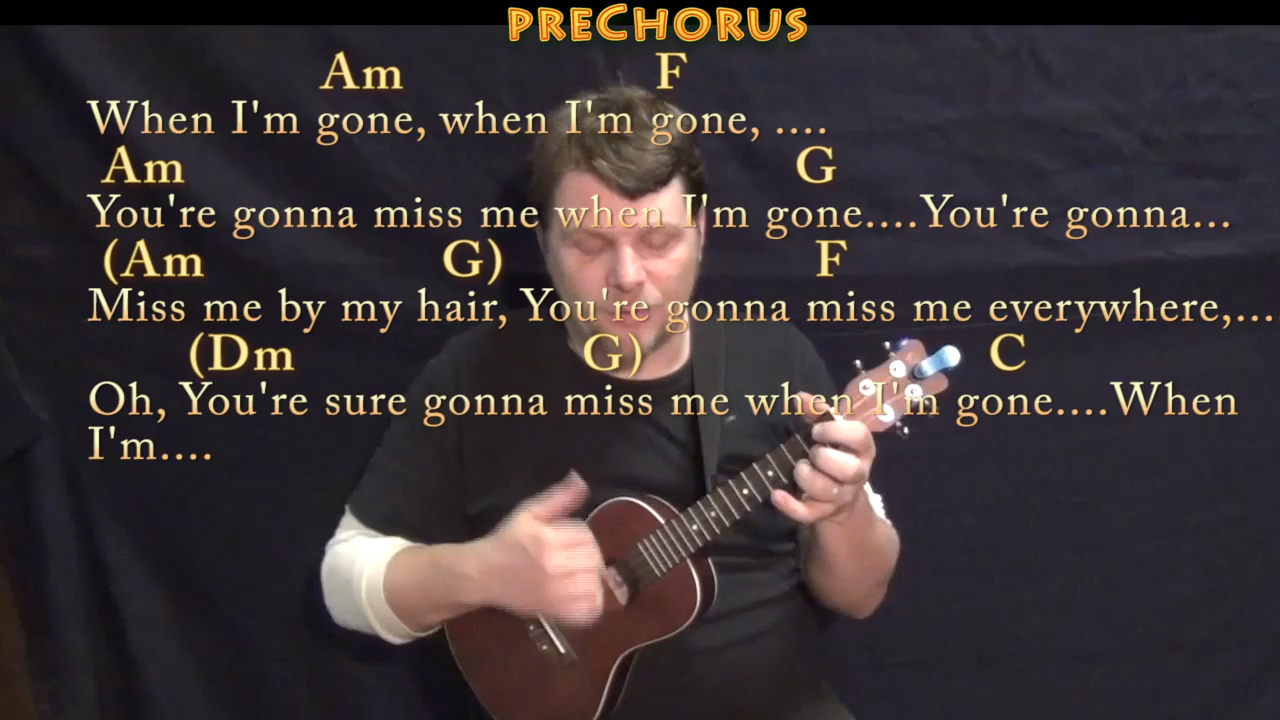 PRECHORUS
Am F
When I'm gone, when I'm gone, ....
Am G
You're gonna miss me when I'm gone....You're gonna...
(Am G) F
Miss me by my hair, You're gonna miss me everywhere,...
(Dm G) C
Oh, You're sure gonna miss me when I'm gone....When
I'm....